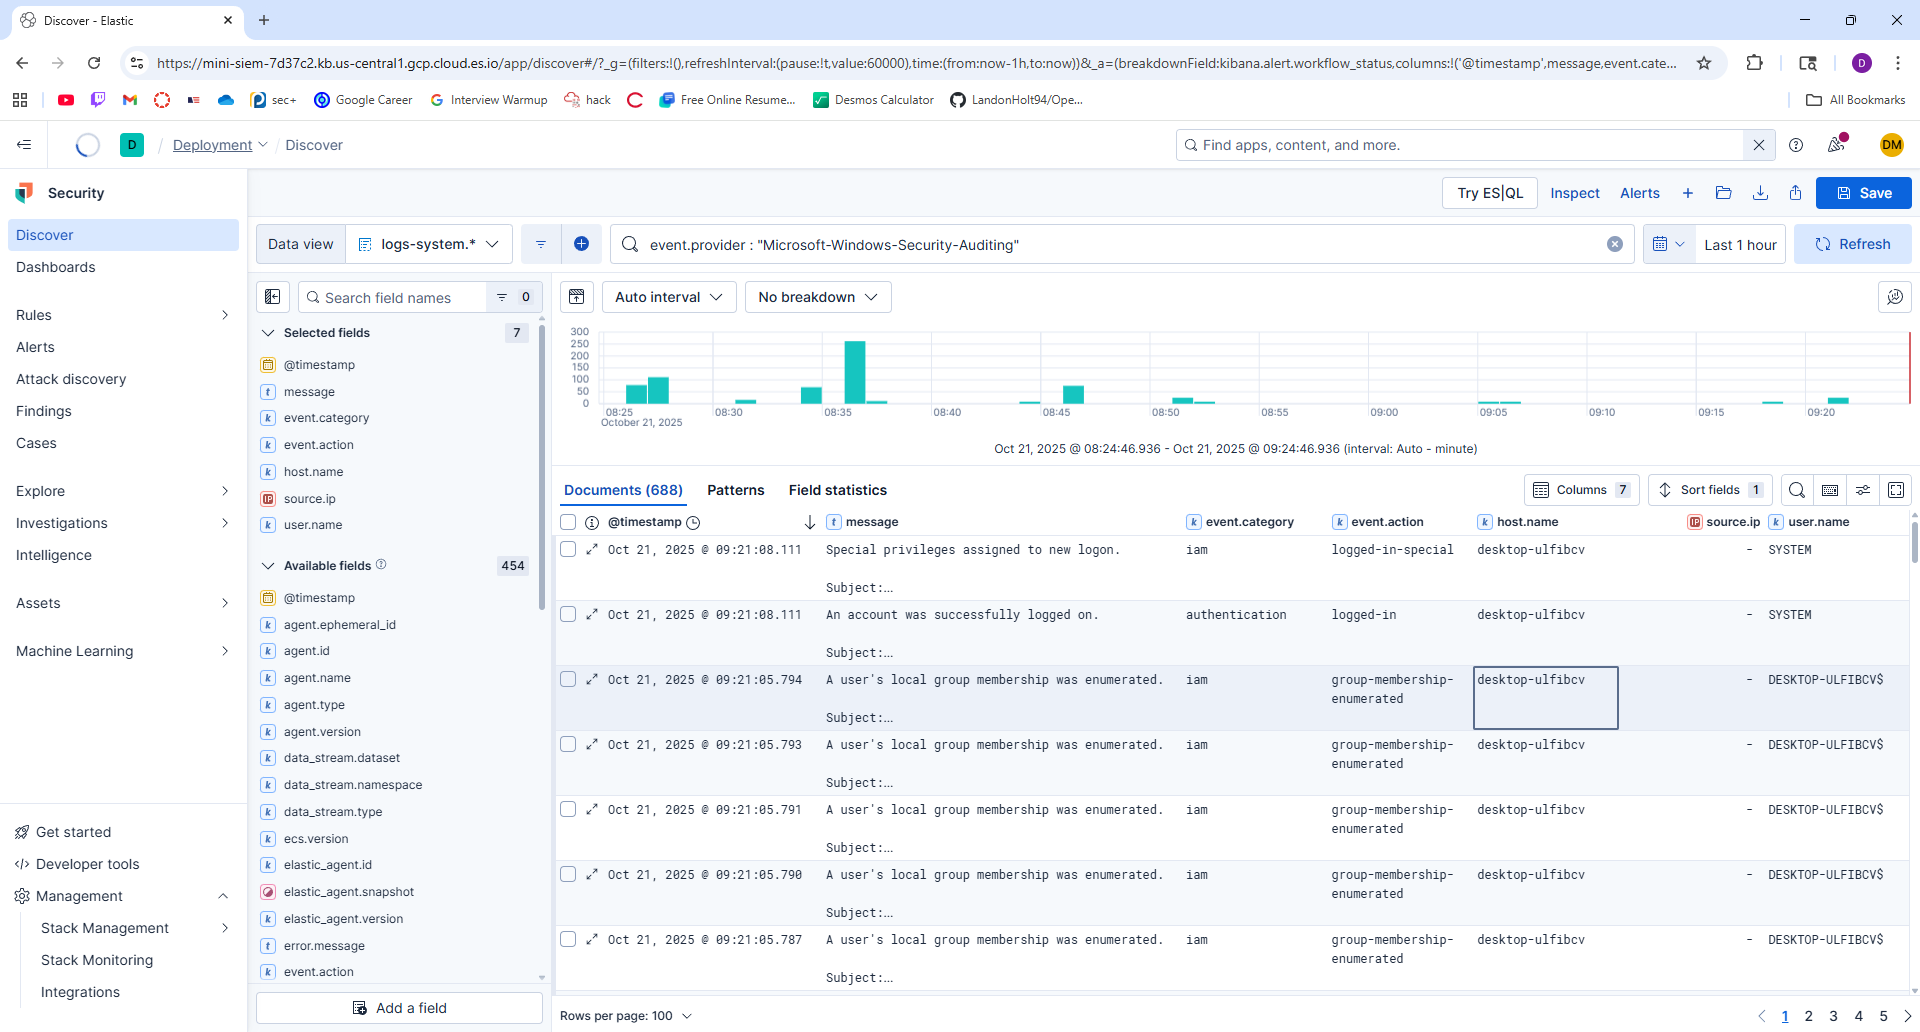 Discover - Elastic
https://mini-siem-7d37c2.kb.us-central1.gcp.cloud.es.io/app/discover#/?_g=(filters:!(),refreshInterval:(pause:!t,value:60000),time:(from:now-1h,to:now))&_a=(breakdownField:kibana.alert.workflow_status,columns:!('@timestamp',message,event.cate...
D
sec+
Google Career
Interview Warmup
hack
Free Online Resume...
Desmos Calculator
LandonHolt94/Ope...
All Bookmarks
D
/ Deployment
/ Discover
Find apps, content, and more.
DM
Security
Discover
Dashboards
Rules
Alerts
Attack discovery
Findings
Cases
Explore
Investigations
Intelligence
Assets
Machine Learning
Get started
Developer tools
Management
Stack Management
Stack Monitoring
Integrations
Try ES|QL
Inspect
Alerts
Save
Data view
logs-system.*
event.provider : "Microsoft-Windows-Security-Auditing"
Last 1 hour
Refresh
Search field names
0
Selected fields 7
@timestamp
message
event.category
event.action
host.name
source.ip
user.name
Available fields 454
@timestamp
agent.ephemeral_id
agent.id
agent.name
agent.type
agent.version
data_stream.dataset
data_stream.namespace
data_stream.type
ecs.version
elastic_agent.id
elastic_agent.snapshot
elastic_agent.version
error.message
event.action
Add a field
Auto interval
No breakdown
300
250
200
150
100
50
0
08:25 08:30 08:35 08:40 08:45 08:50 08:55 09:00 09:05 09:10 09:15 09:20
October 21, 2025
Oct 21, 2025 @ 08:24:46.936 - Oct 21, 2025 @ 09:24:46.936 (interval: Auto - minute)
Documents (688) Patterns Field statistics
Columns 7
Sort fields 1
@timestamp message event.category event.action host.name source.ip user.name
Oct 21, 2025 @ 09:21:08.111 Special privileges assigned to new logon. iam logged-in-special desktop-ulfibcv - SYSTEM
Subject:...
Oct 21, 2025 @ 09:21:08.111 An account was successfully logged on. authentication logged-in desktop-ulfibcv - SYSTEM
Subject:...
Oct 21, 2025 @ 09:21:05.794 A user's local group membership was enumerated. iam group-membership- desktop-ulfibcv - DESKTOP-ULFIBCV$
enumerated
Subject:...
Oct 21, 2025 @ 09:21:05.793 A user's local group membership was enumerated. iam group-membership- desktop-ulfibcv - DESKTOP-ULFIBCV$
enumerated
Subject:...
Oct 21, 2025 @ 09:21:05.791 A user's local group membership was enumerated. iam group-membership- desktop-ulfibcv - DESKTOP-ULFIBCV$
enumerated
Subject:...
Oct 21, 2025 @ 09:21:05.790 A user's local group membership was enumerated. iam group-membership- desktop-ulfibcv - DESKTOP-ULFIBCV$
enumerated
Subject:...
Oct 21, 2025 @ 09:21:05.787 A user's local group membership was enumerated. iam group-membership- desktop-ulfibcv - DESKTOP-ULFIBCV$
enumerated
Subject:...
Rows per page: 100
1 2 3 4 5